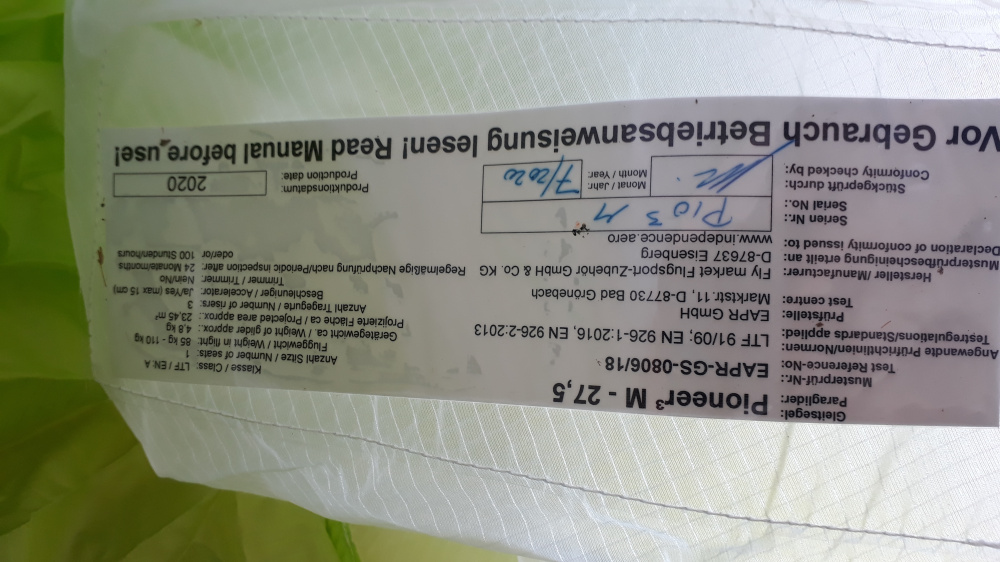 Gleitsegel:
Paraglider: Pioneer³ M - 27,5
Musterprüf-Nr.:
Test Reference-No: EAPR-GS-0806/18
Angewandte Prüfrichtlinien/Normen:
Testregulations/Standards applied: LTF 91/09; EN 926-1:2016, EN 926-2:2013
Prüfstelle: EAPR GmbH
Test centre: Marktstr.11, D-87730 Bad Grönebach
Hersteller / Manufacturer: Fly market Flugsport-Zubehör GmbH & Co. KG
Musterprüfbescheinigung erteilt an: D-87637 Eisenberg
Declaration of conformity issued to: www.independence.aero
Serien Nr.:
Serial No.: Pio 3 M
Stückgeprüft durch:
Conformity checked by:
Monat / Jahr:
Month / Year: 7/2020
Klasse / Class: LTF / EN A
Anzahl Sitze / Number of seats: 1
Fluggewicht / Weight in flight: 85 kg - 110 kg
Gerätegewicht ca. / Weight of glider approx.: 4,8 kg
Projizierte Fläche ca / Projected area approx.: 23,45 m²
Anzahl Tragegurte / Number of risers: 3
Beschleuniger / Accelerator: Ja/Yes (max 15 cm)
Trimmer / Trimmer: Nein/No
Regelmäßige Nachprüfung nach/Periodic inspection after: 24 Monate/months
oder/or 100 Stunden/hours
Produktionsdatum:
Production date: 2020
Vor Gebrauch Betriebsanweisung lesen! Read Manual before use!